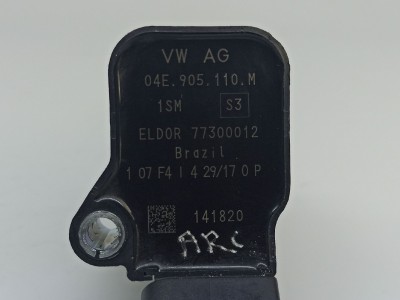 VW AG
04E.905.110.M
1SM S3
ELDOR 77300012
Brazil
1 07 F4 I 4 29/17 0 P
141820
ARC